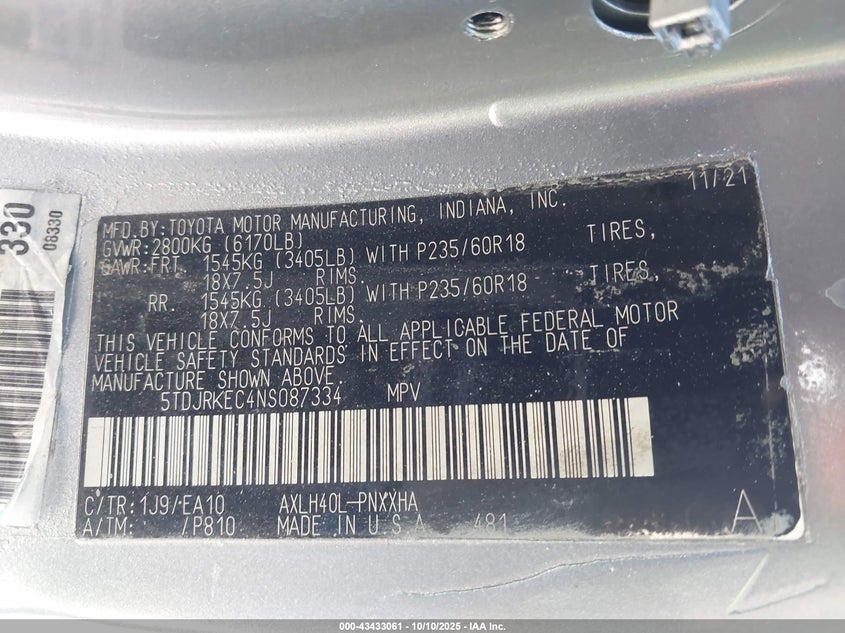 330
08330
11/21
MFD. BY: TOYOTA MOTOR MANUFACTURING, INDIANA, INC.
GVWR: 2800KG (6170LB)
GAWR: FRT. 1545KG (3405LB) WITH P235/60R18 TIRES,
18X7.5J RIMS.
RR. 1545KG (3405LB) WITH P235/60R18 TIRES,
18X7.5J RIMS.
THIS VEHICLE CONFORMS TO ALL APPLICABLE FEDERAL MOTOR
VEHICLE SAFETY STANDARDS IN EFFECT ON THE DATE OF
MANUFACTURE SHOWN ABOVE.
5TDJRKEC4NS087334 MPV
C/TR: 1J9/EA10 AXLH40L-PNXXHA
A/TM: /P810 MADE IN U.S.A. 481 A
000-43433061 - 10/10/2025 - IAA Inc.